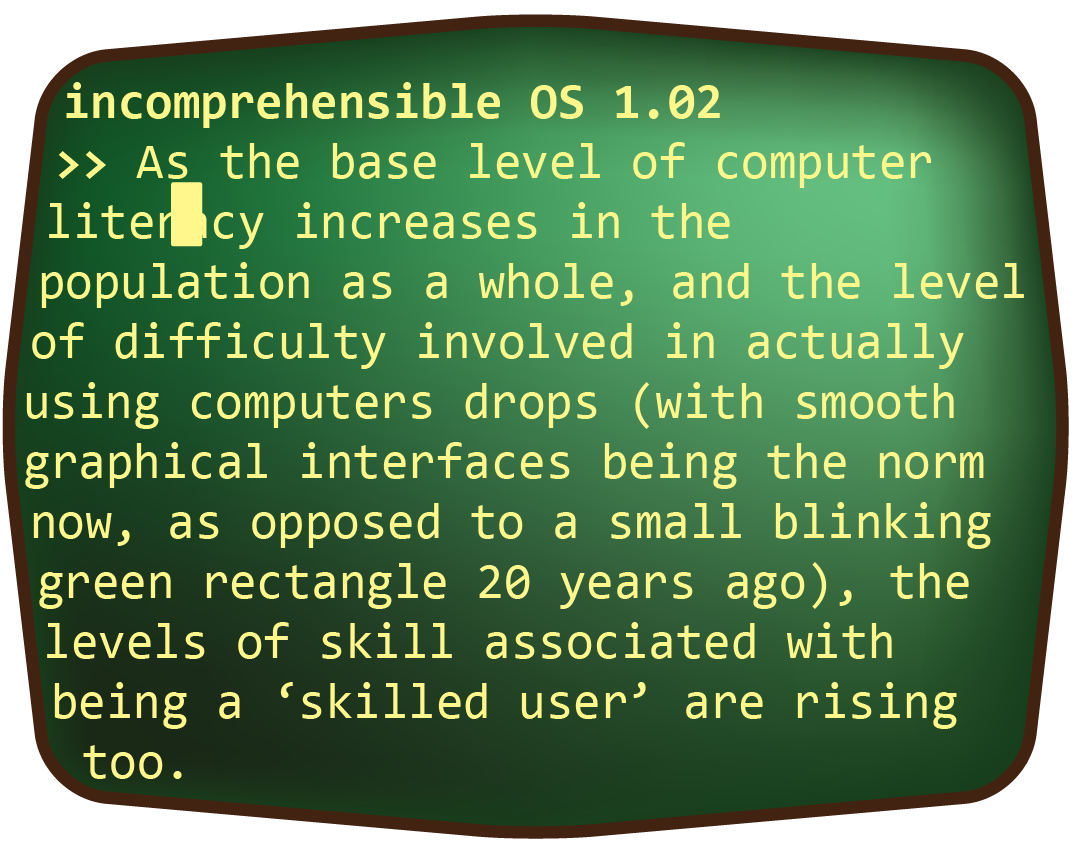 incomprehensible OS 1.02
>> As the base level of computer
literacy increases in the
population as a whole, and the level
of difficulty involved in actually
using computers drops (with smooth
graphical interfaces being the norm
now, as opposed to a small blinking
green rectangle 20 years ago), the
levels of skill associated with
being a ‘skilled user’ are rising
too.